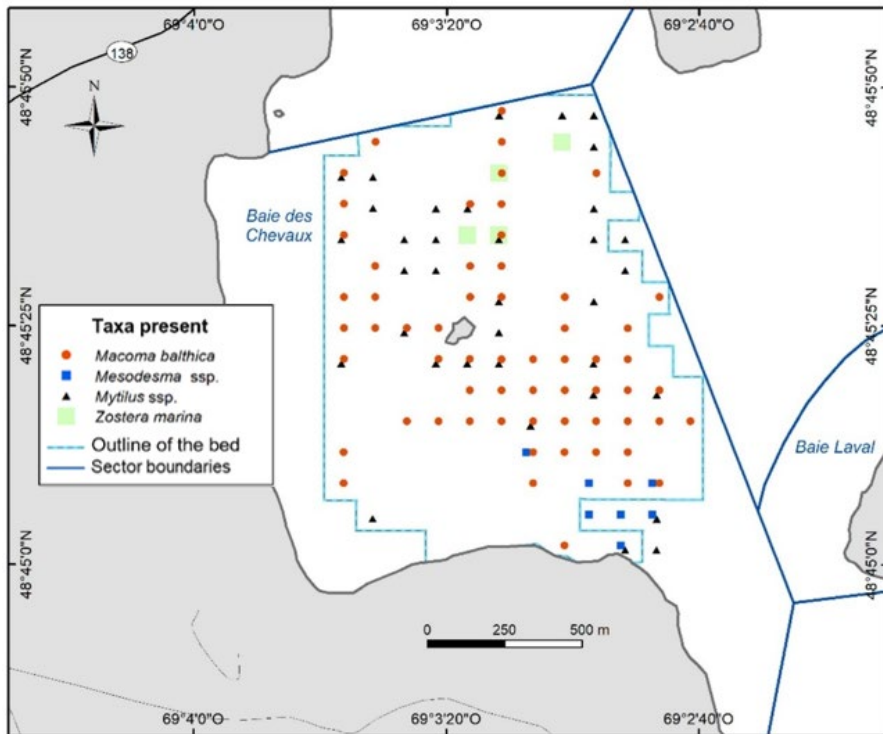 69°4'0"O 69°3'20"O 69°2'40"O
138
48°45'50"N 48°45'50"N
N
Baie des
Chevaux
48°45'25"N 48°45'25"N
Taxa present
Macoma balthica
Mesodesma ssp.
Mytilus ssp.
Zostera marina
Outline of the bed
Sector boundaries
Baie Laval
48°45'0"N 48°45'0"N
0 250 500 m
69°4'0"O 69°3'20"O 69°2'40"O